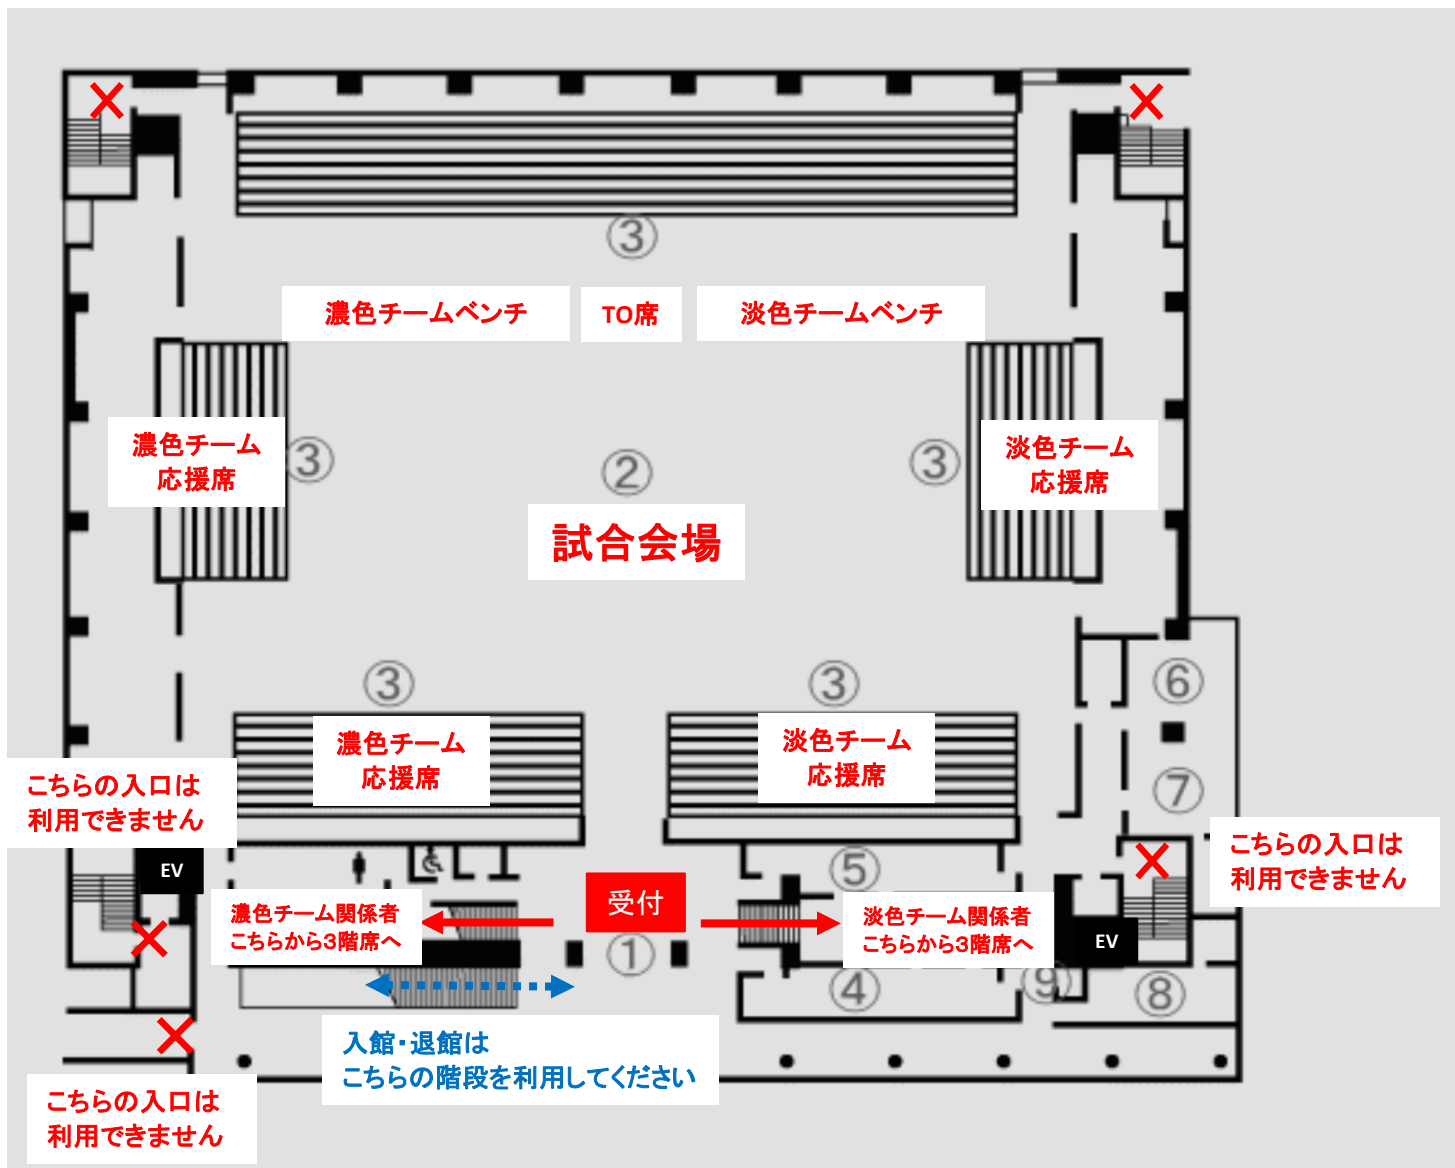 ③
濃色チームベンチ
TO席
淡色チームベンチ
濃色チーム
応援席
③
②
③
淡色チーム
応援席
試合会場
③
③
⑥
濃色チーム
応援席
淡色チーム
応援席
こちらの入口は
利用できません
⑦
こちらの入口は
利用できません
EV
⑤
受付
濃色チーム関係者
こちらから3階席へ
淡色チーム関係者
こちらから3階席へ
EV
①
④
⑨
⑧
入館・退館は
こちらの階段を利用してください
こちらの入口は
利用できません